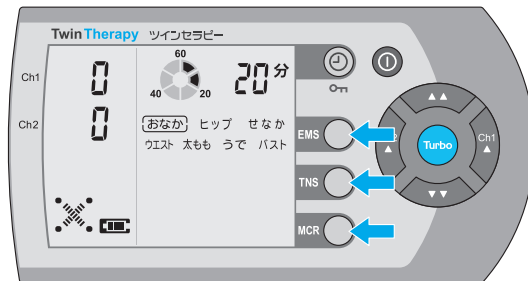 Twin Therapy ツインセラピー
Ch1 0
Ch2 0
60
40 20
20分
おなか ヒップ せなか
ウエスト 太もも うで バスト
EMS
TNS
MCR
Turbo
Ch1